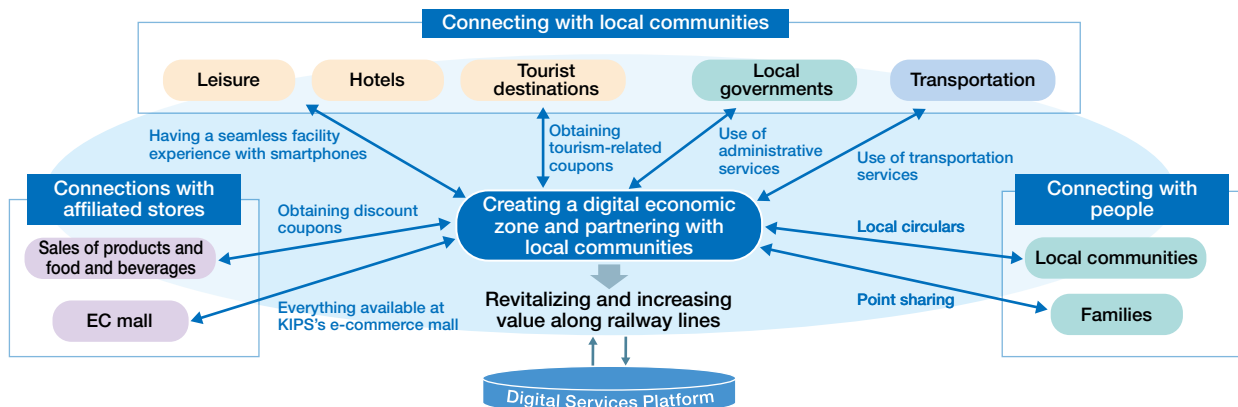 Connecting with local communities
Leisure
Hotels
Tourist
destinations
Local
governments
Transportation
Having a seamless facility
experience with smartphones
Obtaining
tourism-related
coupons
Use of
administrative
services
Use of transportation
services
Connections with
affiliated stores
Sales of products and
food and beverages
EC mall
Obtaining discount
coupons
Everything available at
KIPS's e-commerce mall
Creating a digital economic
zone and partnering with
local communities
Revitalizing and increasing
value along railway lines
Connecting with
people
Local circulars
Local communities
Point sharing
Families
Digital Services Platform